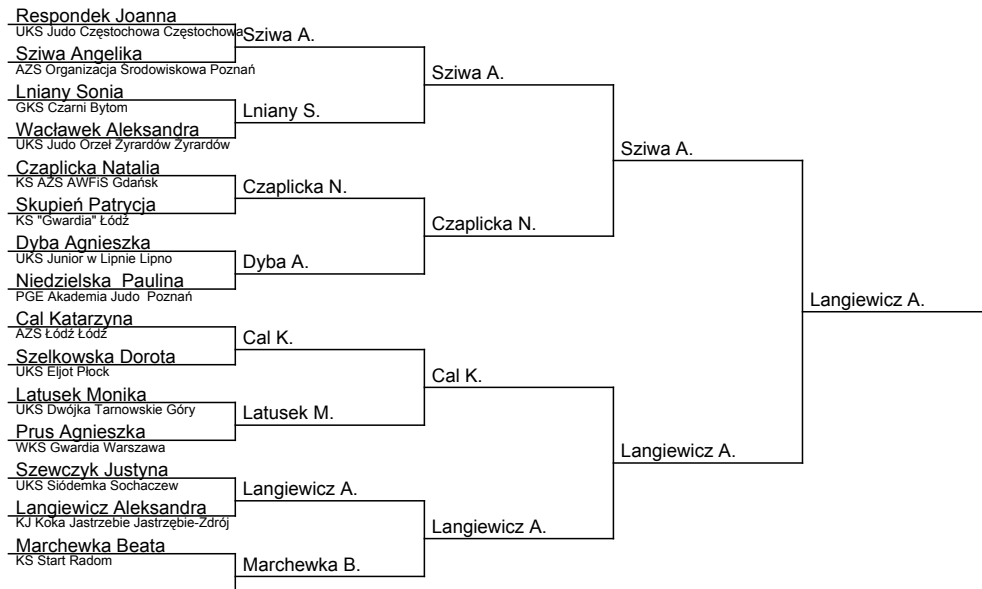 Respondek Joanna
UKS Judo Częstochowa Częstochowa
Sziwa A.
Sziwa Angelika
AZS Organizacja Środowiskowa Poznań
Sziwa A.
Lniany Sonia
GKS Czarni Bytom
Lniany S.
Wacławek Aleksandra
UKS Judo Orzeł Żyrardów Żyrardów
Sziwa A.
Czaplicka Natalia
KS AZS AWFiS Gdańsk
Czaplicka N.
Skupień Patrycja
KS "Gwardia" Łódź
Czaplicka N.
Dyba Agnieszka
UKS Junior w Lipnie Lipno
Dyba A.
Niedzielska Paulina
PGE Akademia Judo Poznań
Langiewicz A.
Cal Katarzyna
AZS Łódź Łódź
Cal K.
Szelkowska Dorota
UKS Eljot Płock
Cal K.
Latusek Monika
UKS Dwójka Tarnowskie Góry
Latusek M.
Prus Agnieszka
WKS Gwardia Warszawa
Langiewicz A.
Szewczyk Justyna
UKS Siódemka Sochaczew
Langiewicz A.
Langiewicz Aleksandra
KJ Koka Jastrzebie Jastrzębie-Zdrój
Langiewicz A.
Marchewka Beata
KS Start Radom
Marchewka B.